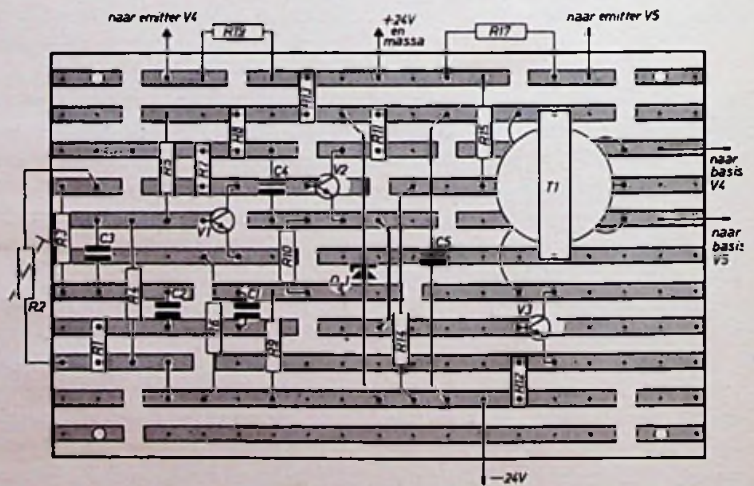 naar emitter V4
+24V
en
massa
naar emitter V5
R19
R17
R13
R8
R11
R15
R5
R7
C4
V2
T1
naar
basis
V4
V1
naar
basis
V5
R3
C3
R10
C5
R4
R2
C2
C1
V3
R6
R1
R9
R14
R12
—24V